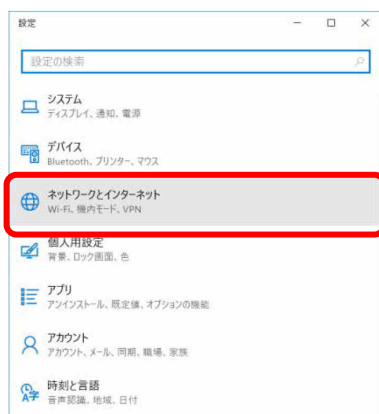 設定
設定の検索
システム
ディスプレイ、通知、電源
デバイス
Bluetooth、プリンター、マウス
ネットワークとインターネット
Wi-Fi、機内モード、VPN
個人用設定
背景、ロック画面、色
アプリ
アンインストール、既定値、オプションの機能
アカウント
アカウント、メール、同期、職場、家族
時刻と言語
音声認識、地域、日付